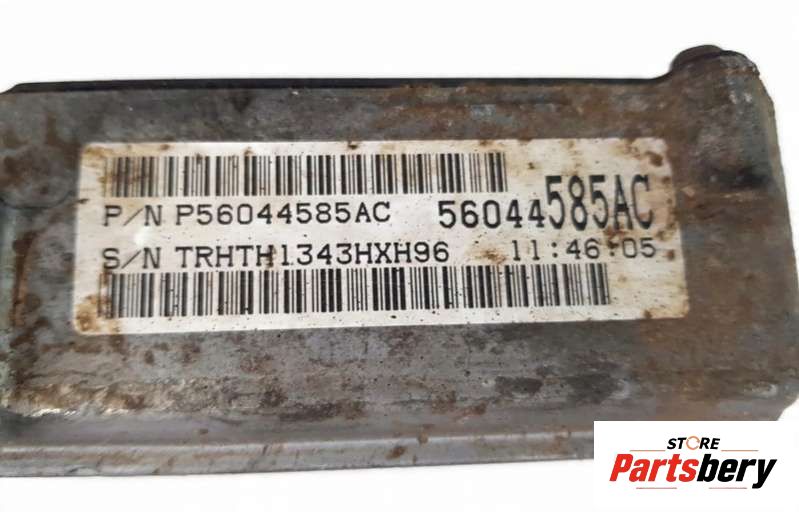 P/N P56044585AC 56044585AC
S/N TRHTH1343HXH96 11:46:05
STORE
Partsbery